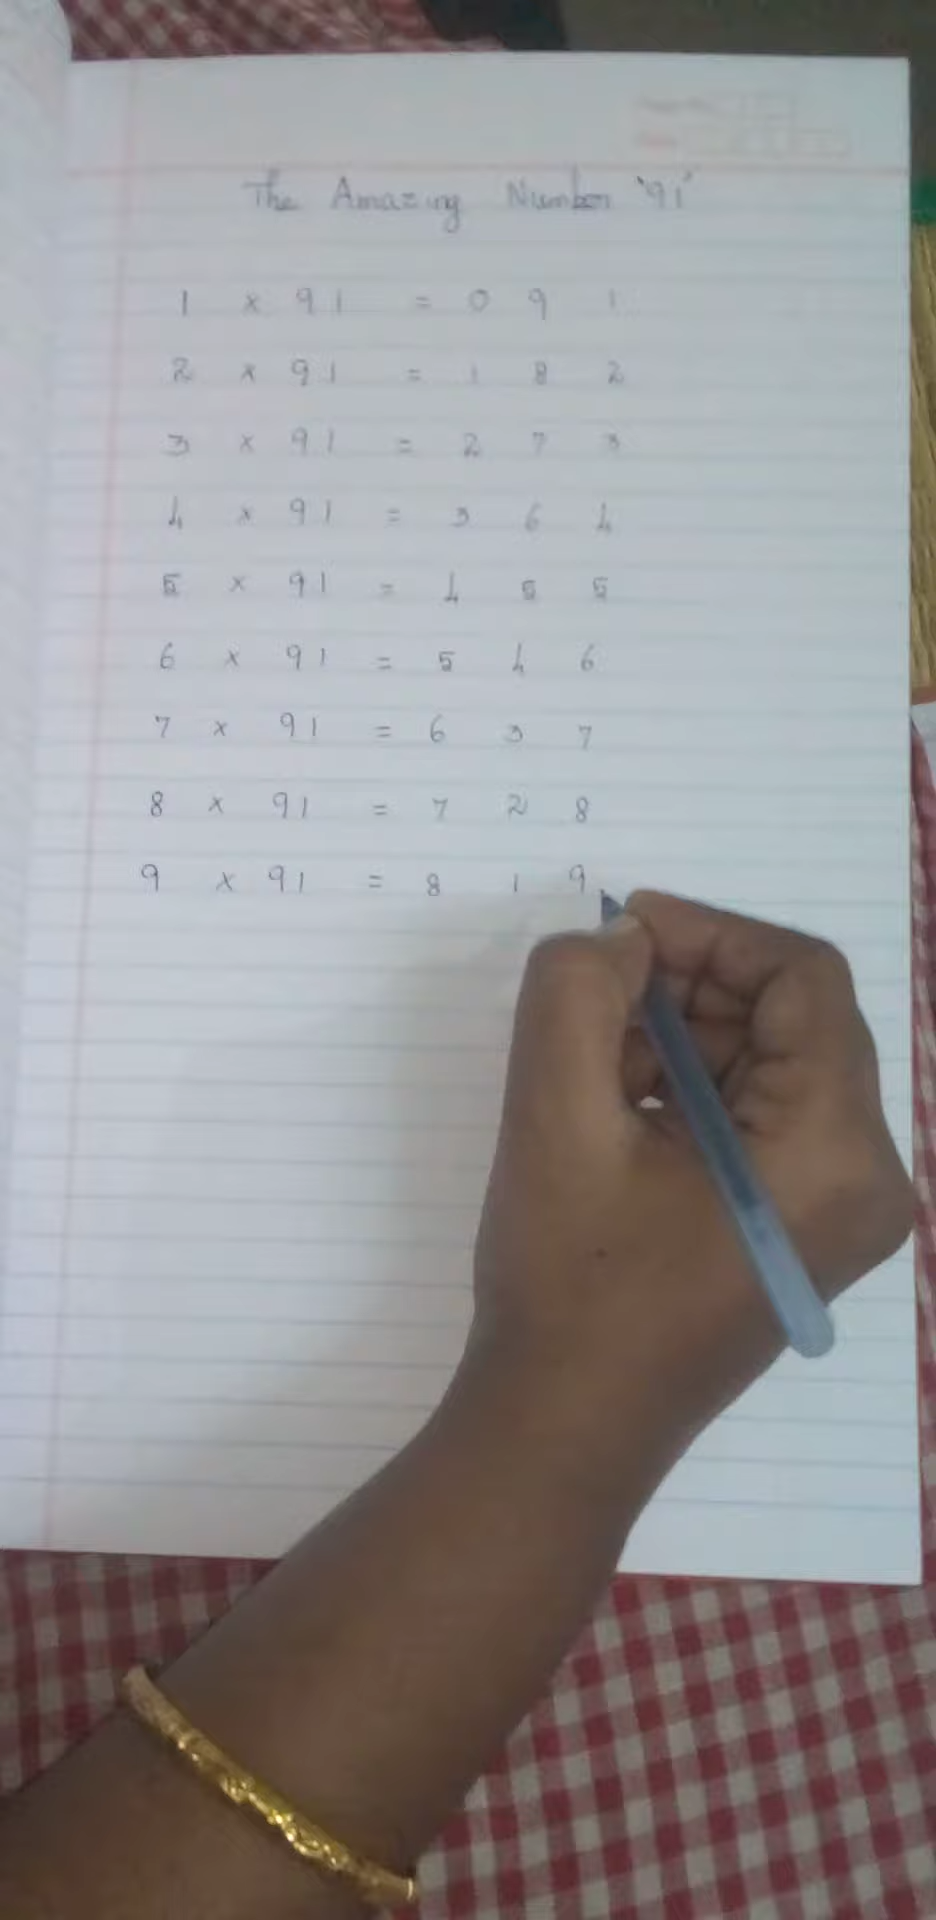 The Amazing Number '91'
1 x 91 = 0 9 1
2 x 91 = 1 8 2
3 x 91 = 2 7 3
4 x 91 = 3 6 4
5 x 91 = 4 5 5
6 x 91 = 5 4 6
7 x 91 = 6 3 7
8 x 91 = 7 2 8
9 x 91 = 8 1 9